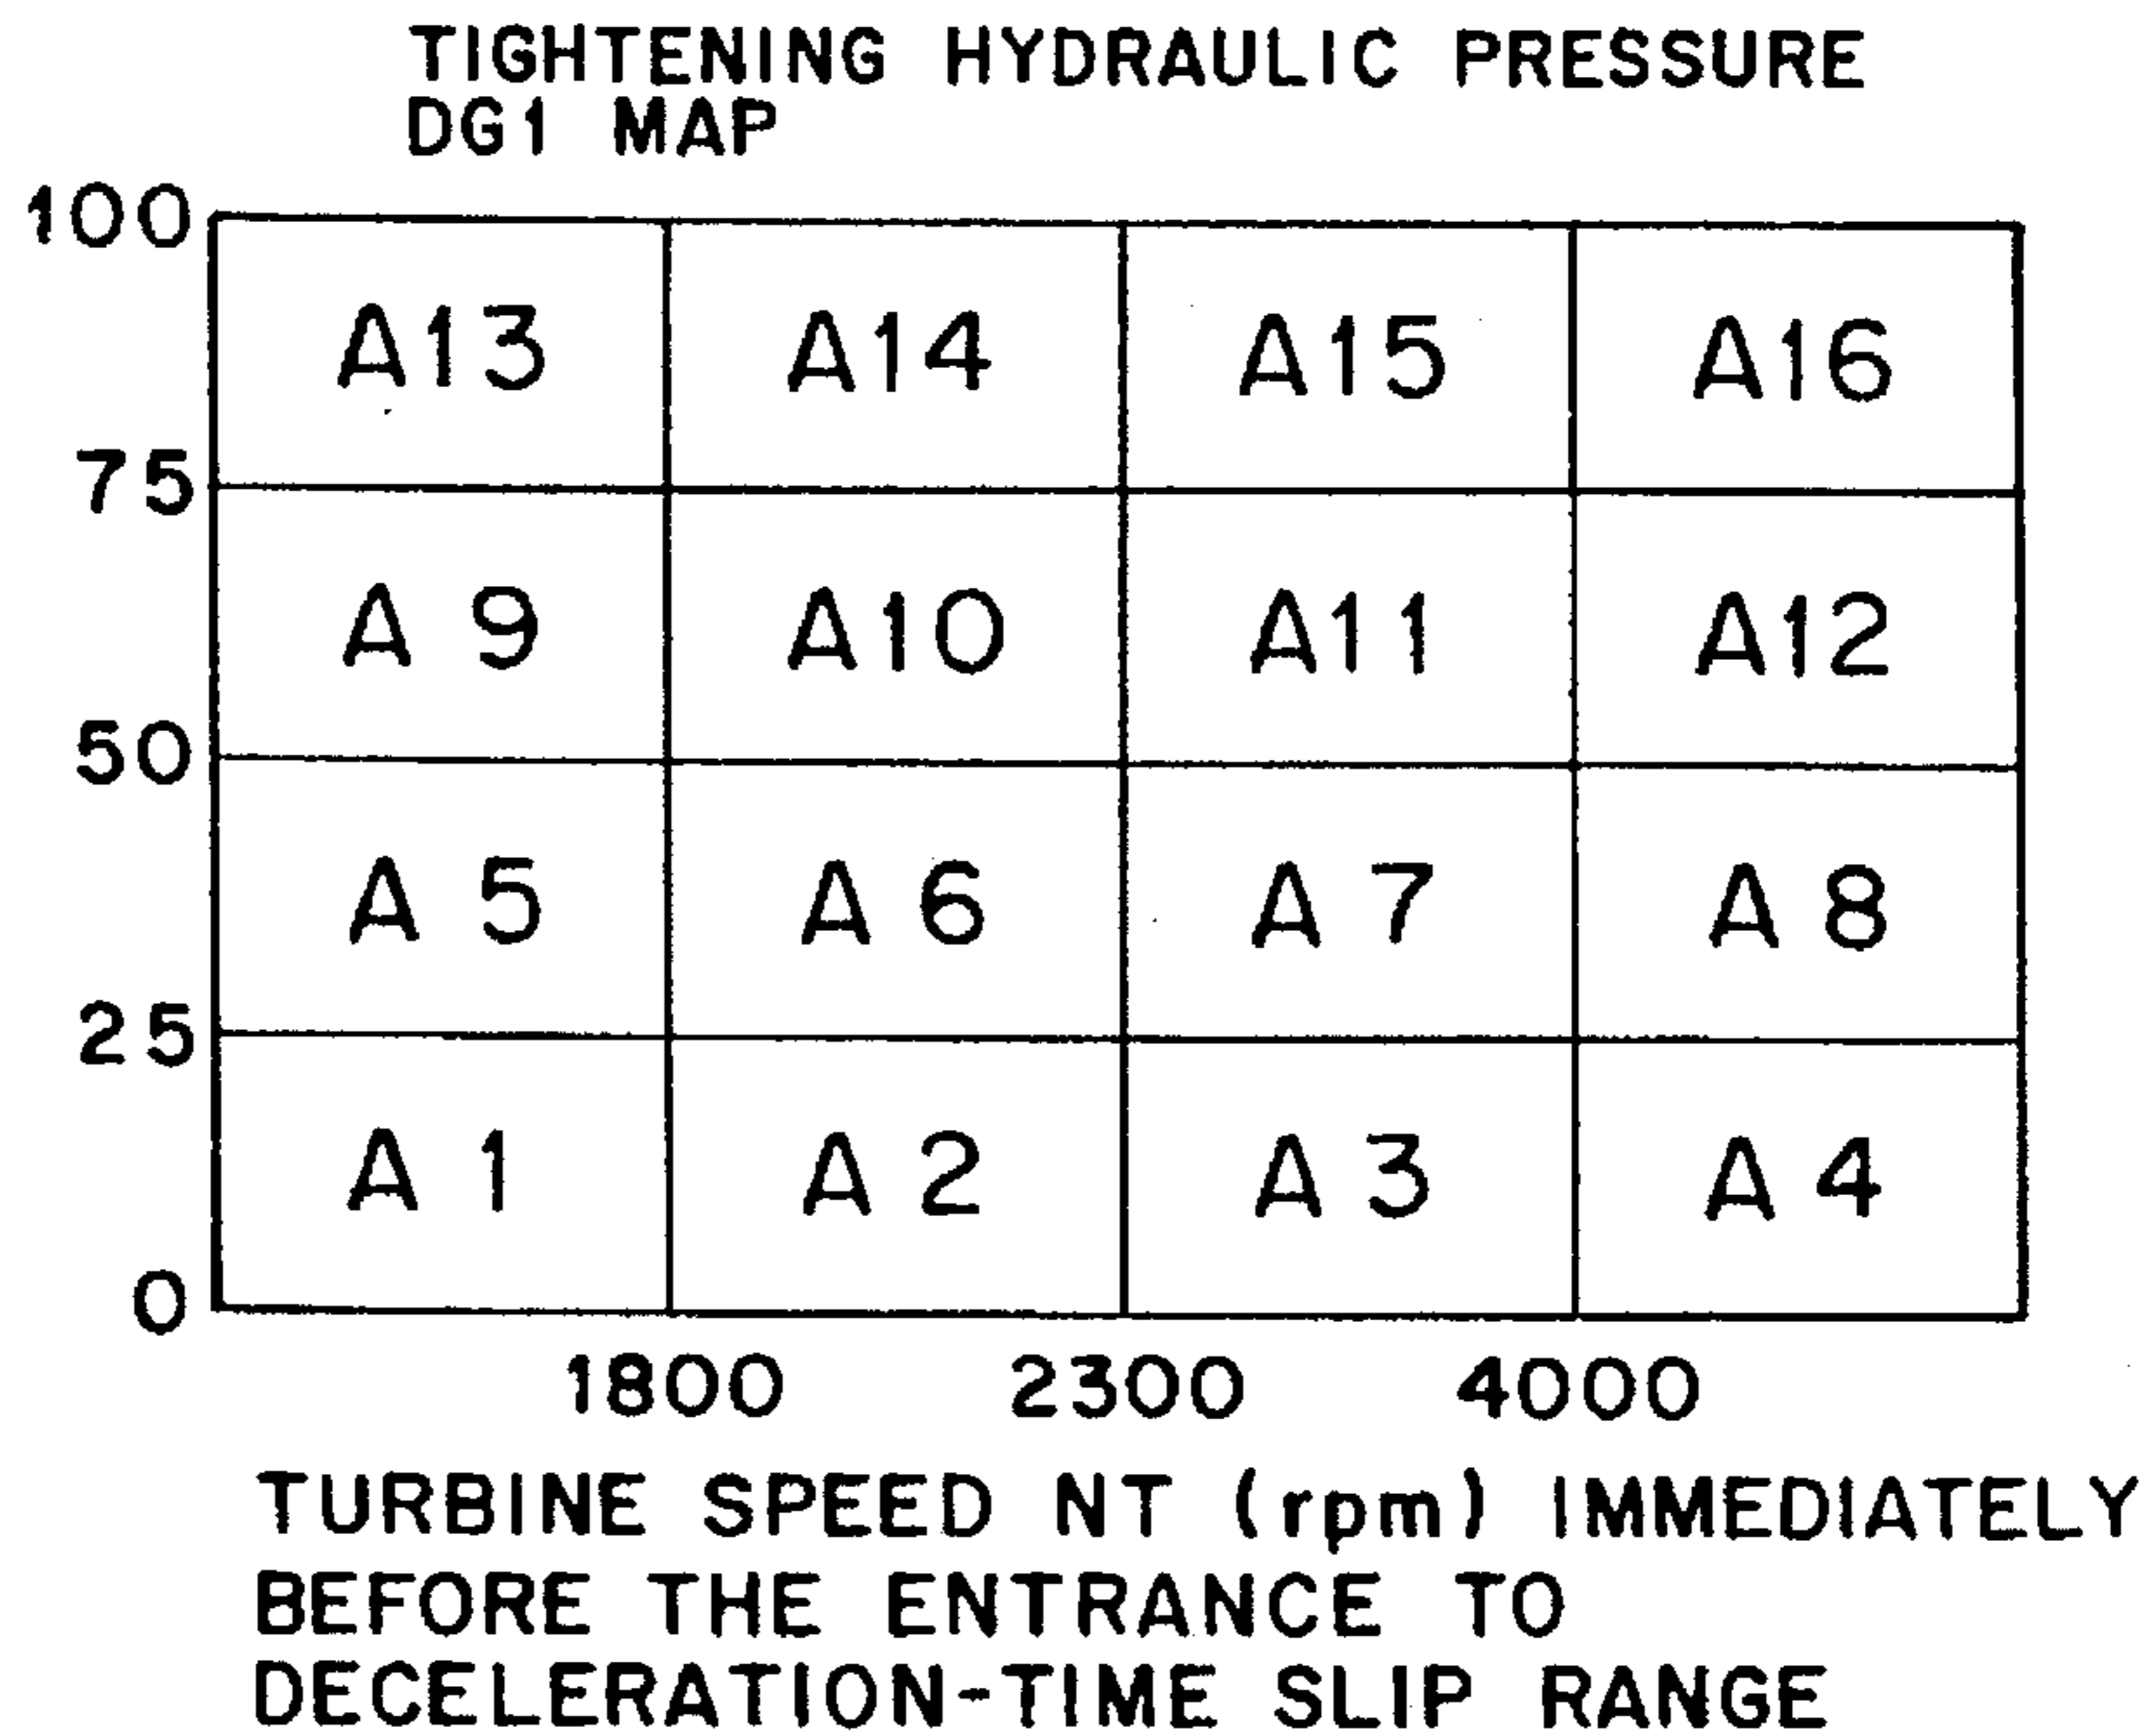 TIGHTENING HYDRAULIC PRESSURE
DG1 MAP
100
A13 A14 A15 A16
75
A 9 A10 A11 A12
50
A 5 A 6 A 7 A 8
25
A 1 A 2 A 3 A 4
0
1800 2300 4000
TURBINE SPEED NT (rpm) IMMEDIATELY
BEFORE THE ENTRANCE TO
DECELERATION-TIME SLIP RANGE